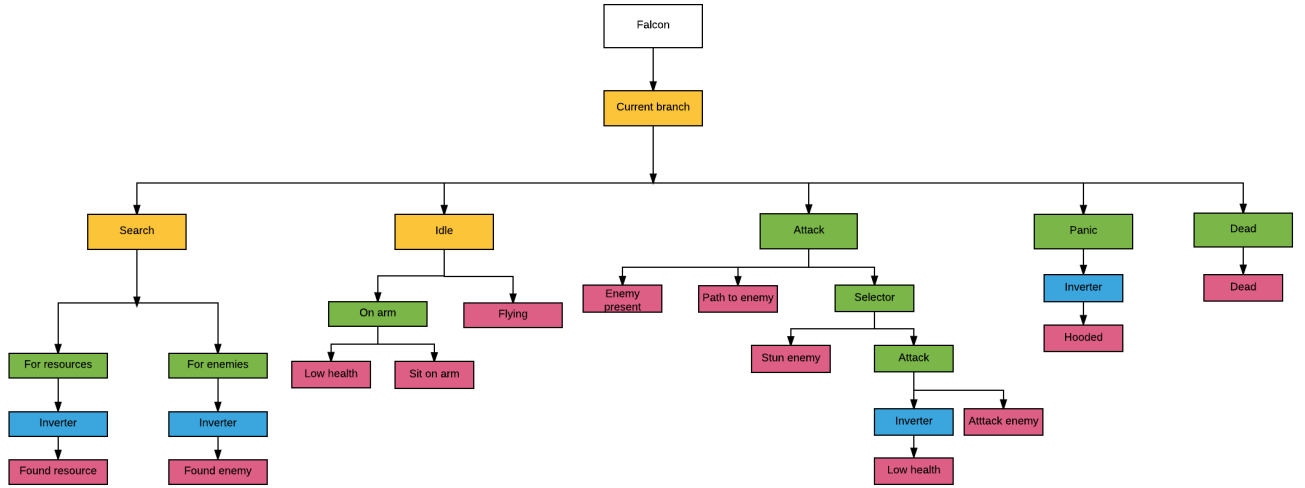 Falcon
Current branch
Search
Idle
Attack
Panic
Dead
Enemy
present
Path to enemy
Selector
Inverter
Dead
On arm
Flying
Hooded
Stun enemy
Attack
For resources
For enemies
Low health
Sit on arm
Inverter
Inverter
Inverter
Atttack enemy
Found resource
Found enemy
Low health